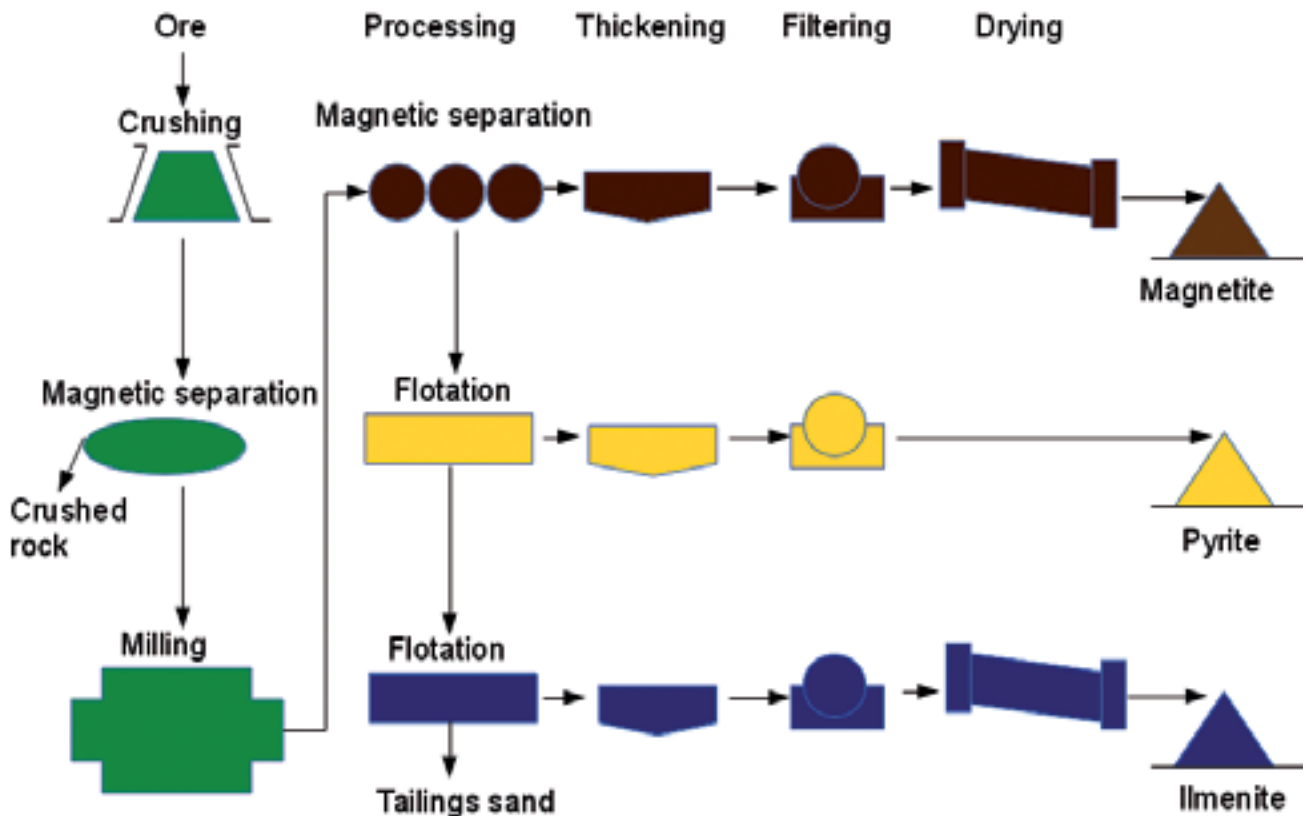 Ore
Processing
Thickening
Filtering
Drying
Crushing
Magnetic separation
Magnetite
Magnetic separation
Flotation
Crushed
rock
Pyrite
Milling
Flotation
Tailings sand
Ilmenite